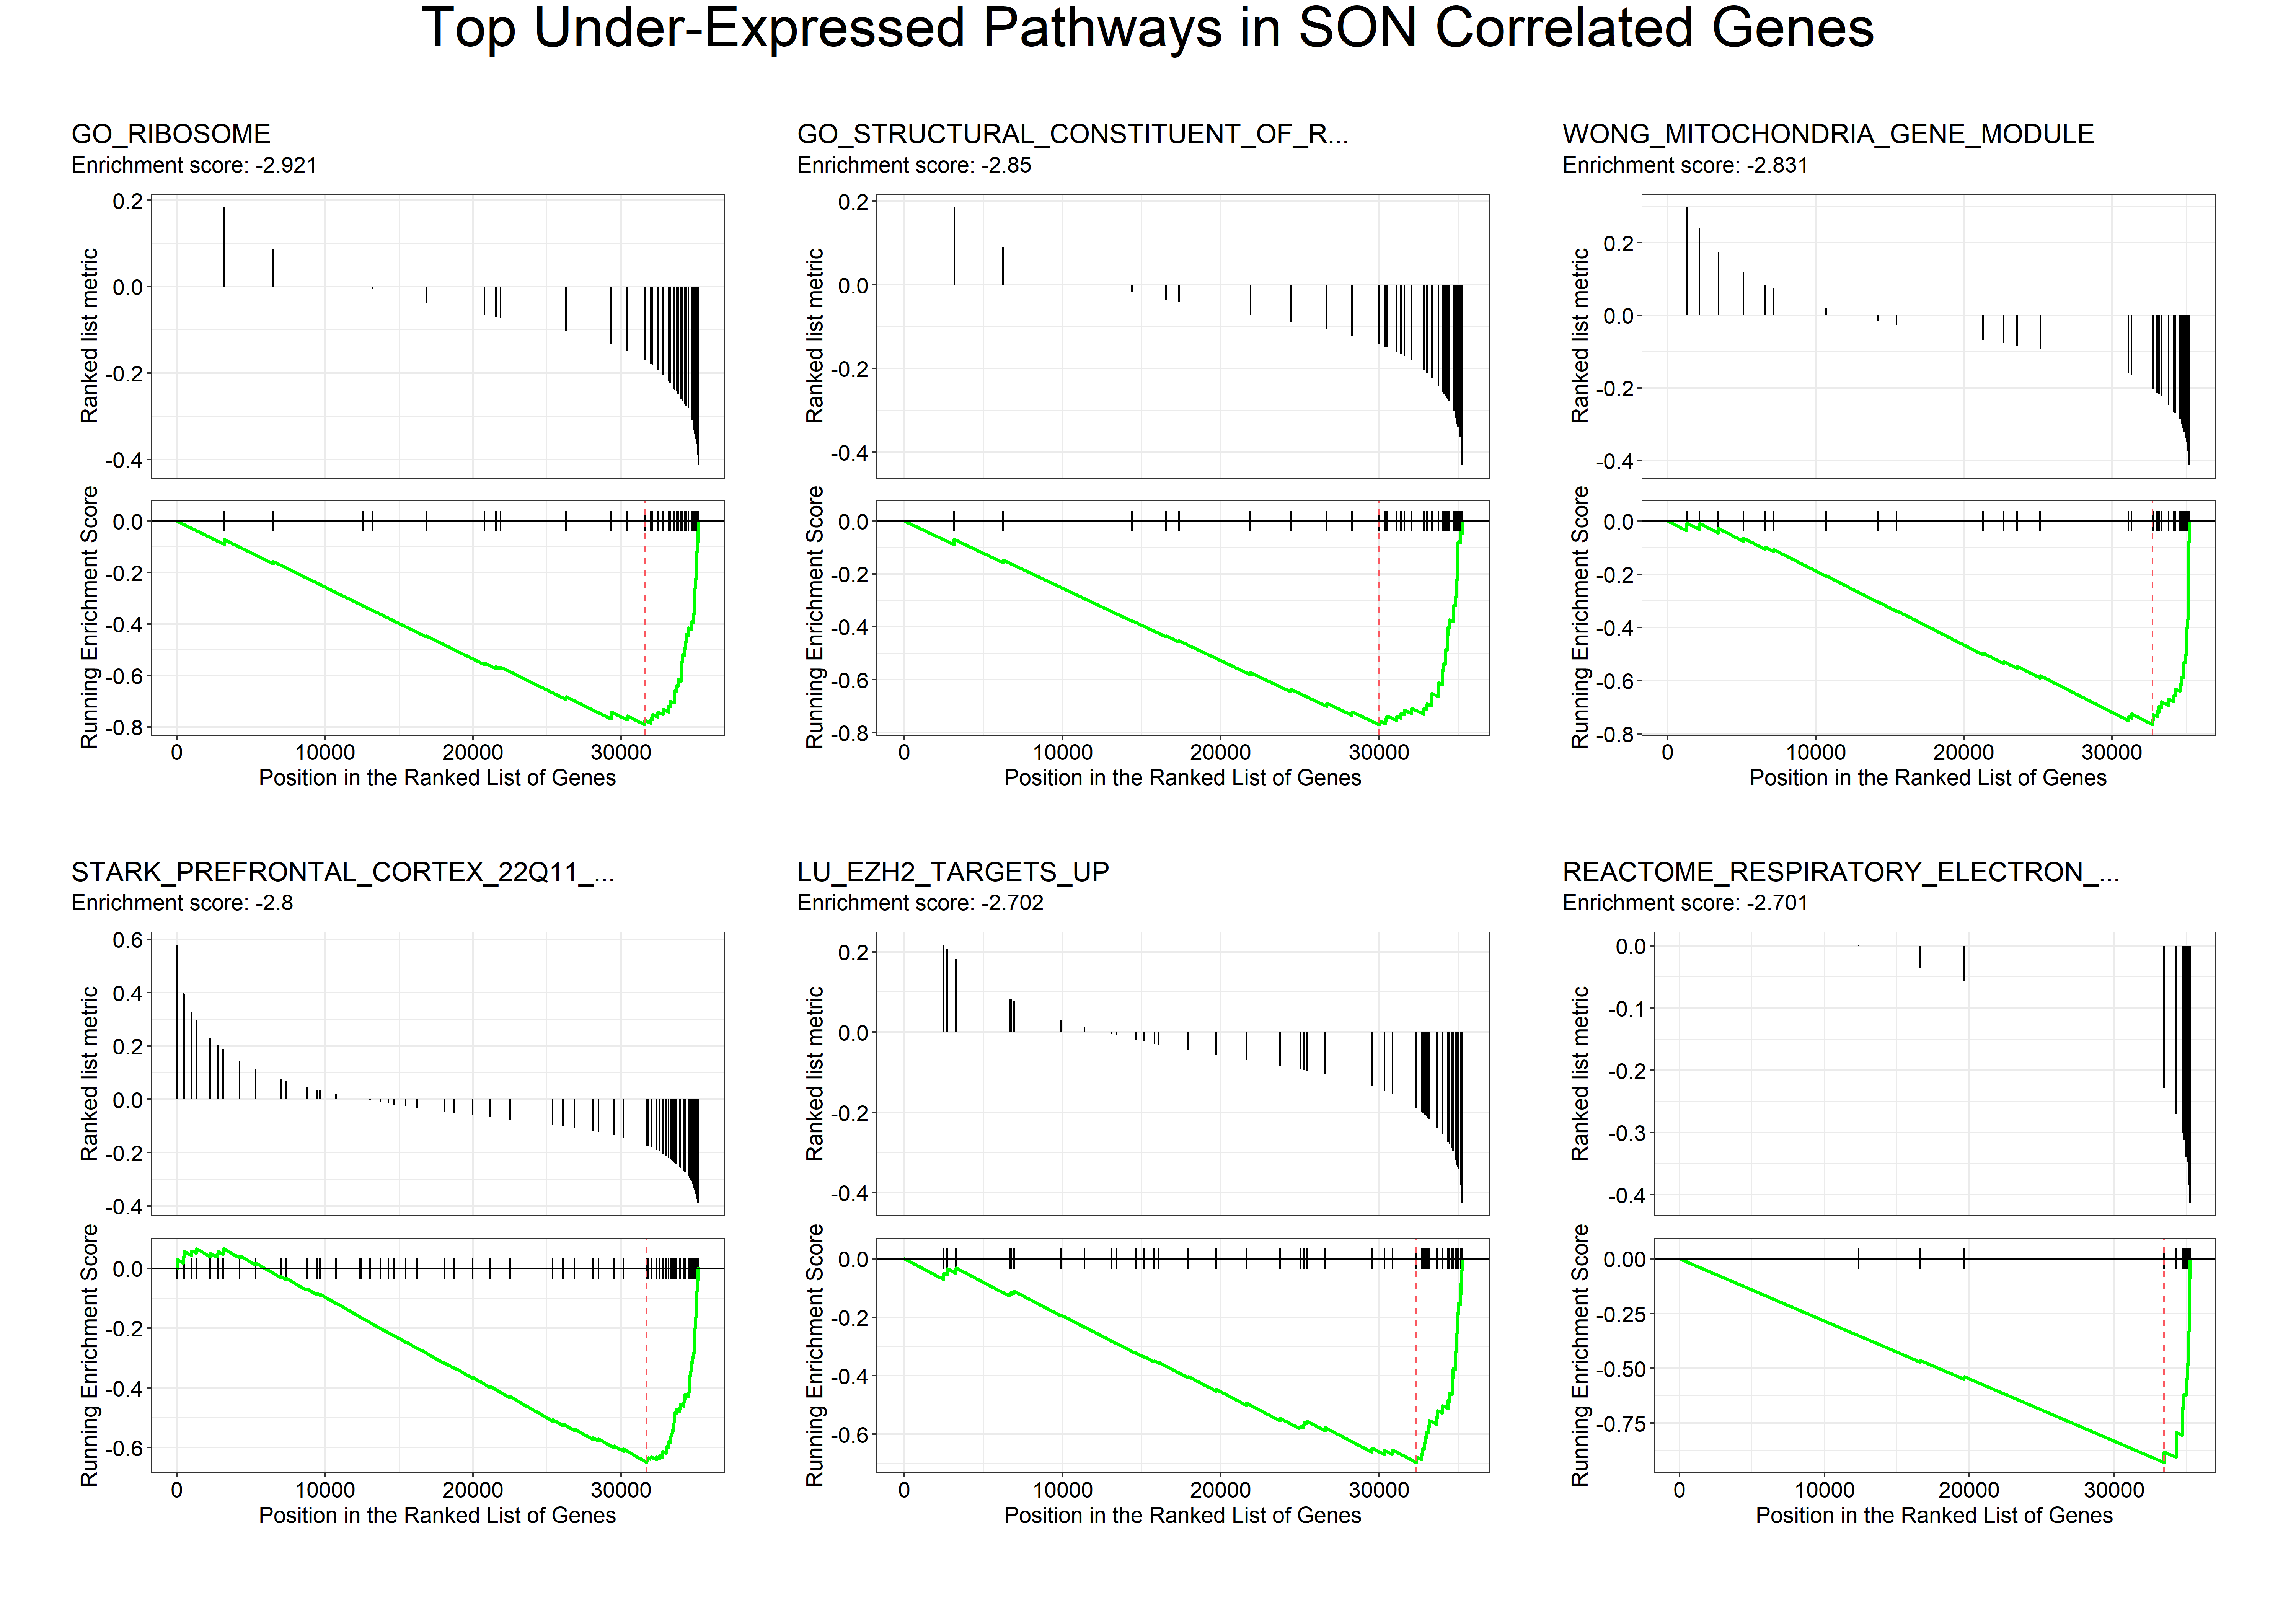 Top Under-Expressed Pathways in SON Correlated Genes
GO_RIBOSOME
Enrichment score: -2.921
Ranked list metric
0.2
0.0
-0.2
-0.4
Running Enrichment Score
0.0
-0.2
-0.4
-0.6
-0.8
0 10000 20000 30000
Position in the Ranked List of Genes
GO_STRUCTURAL_CONSTITUENT_OF_R...
Enrichment score: -2.85
Ranked list metric
0.2
0.0
-0.2
-0.4
Running Enrichment Score
0.0
-0.2
-0.4
-0.6
-0.8
0 10000 20000 30000
Position in the Ranked List of Genes
WONG_MITOCHONDRIA_GENE_MODULE
Enrichment score: -2.831
Ranked list metric
0.2
0.0
-0.2
-0.4
Running Enrichment Score
0.0
-0.2
-0.4
-0.6
-0.8
0 10000 20000 30000
Position in the Ranked List of Genes
STARK_PREFRONTAL_CORTEX_22Q11_...
Enrichment score: -2.8
Ranked list metric
0.6
0.4
0.2
0.0
-0.2
-0.4
Running Enrichment Score
0.0
-0.2
-0.4
-0.6
0 10000 20000 30000
Position in the Ranked List of Genes
LU_EZH2_TARGETS_UP
Enrichment score: -2.702
Ranked list metric
0.2
0.0
-0.2
-0.4
Running Enrichment Score
0.0
-0.2
-0.4
-0.6
0 10000 20000 30000
Position in the Ranked List of Genes
REACTOME_RESPIRATORY_ELECTRON_...
Enrichment score: -2.701
Ranked list metric
0.0
-0.1
-0.2
-0.3
-0.4
Running Enrichment Score
0.00
-0.25
-0.50
-0.75
0 10000 20000 30000
Position in the Ranked List of Genes